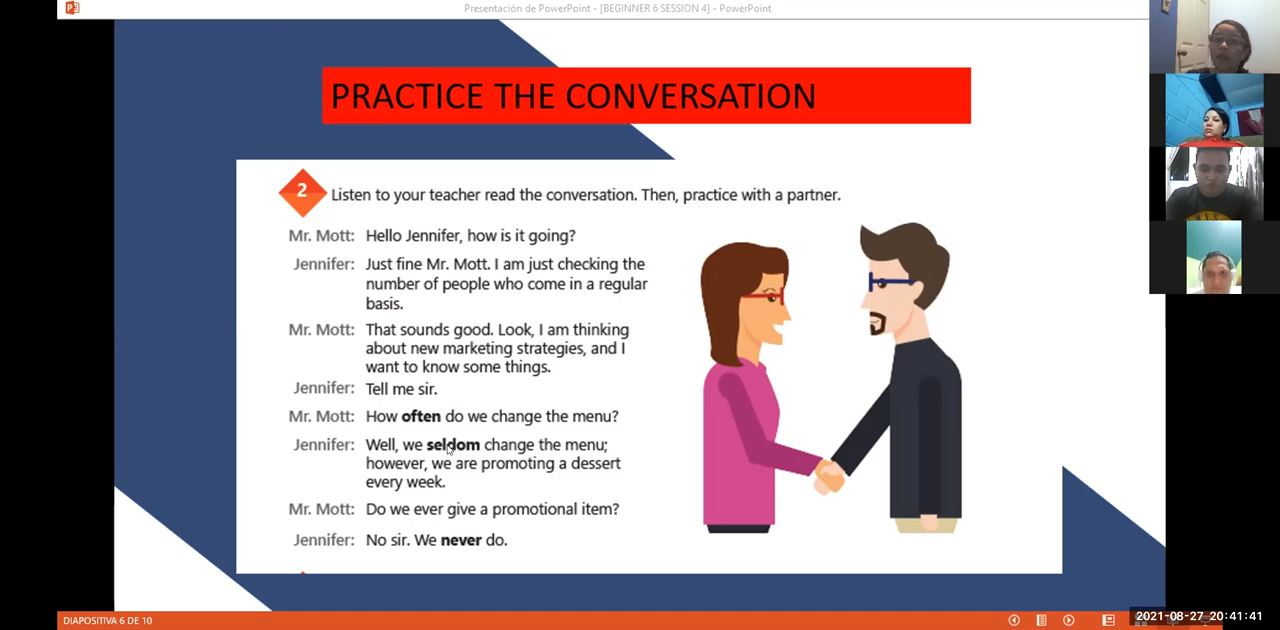 Presentación de PowerPoint - [BEGINNER 6 SESSION 4] - PowerPoint
PRACTICE THE CONVERSATION
2 Listen to your teacher read the conversation. Then, practice with a partner.
Mr. Mott: Hello Jennifer, how is it going?
Jennifer: Just fine Mr. Mott. I am just checking the
number of people who come in a regular
basis.
Mr. Mott: That sounds good. Look, I am thinking
about new marketing strategies, and I
want to know some things.
Jennifer: Tell me sir.
Mr. Mott: How often do we change the menu?
Jennifer: Well, we seldom change the menu;
however, we are promoting a dessert
every week.
Mr. Mott: Do we ever give a promotional item?
Jennifer: No sir. We never do.
DIAPOSITIVA 6 DE 10
2021-08-27 20:41:41